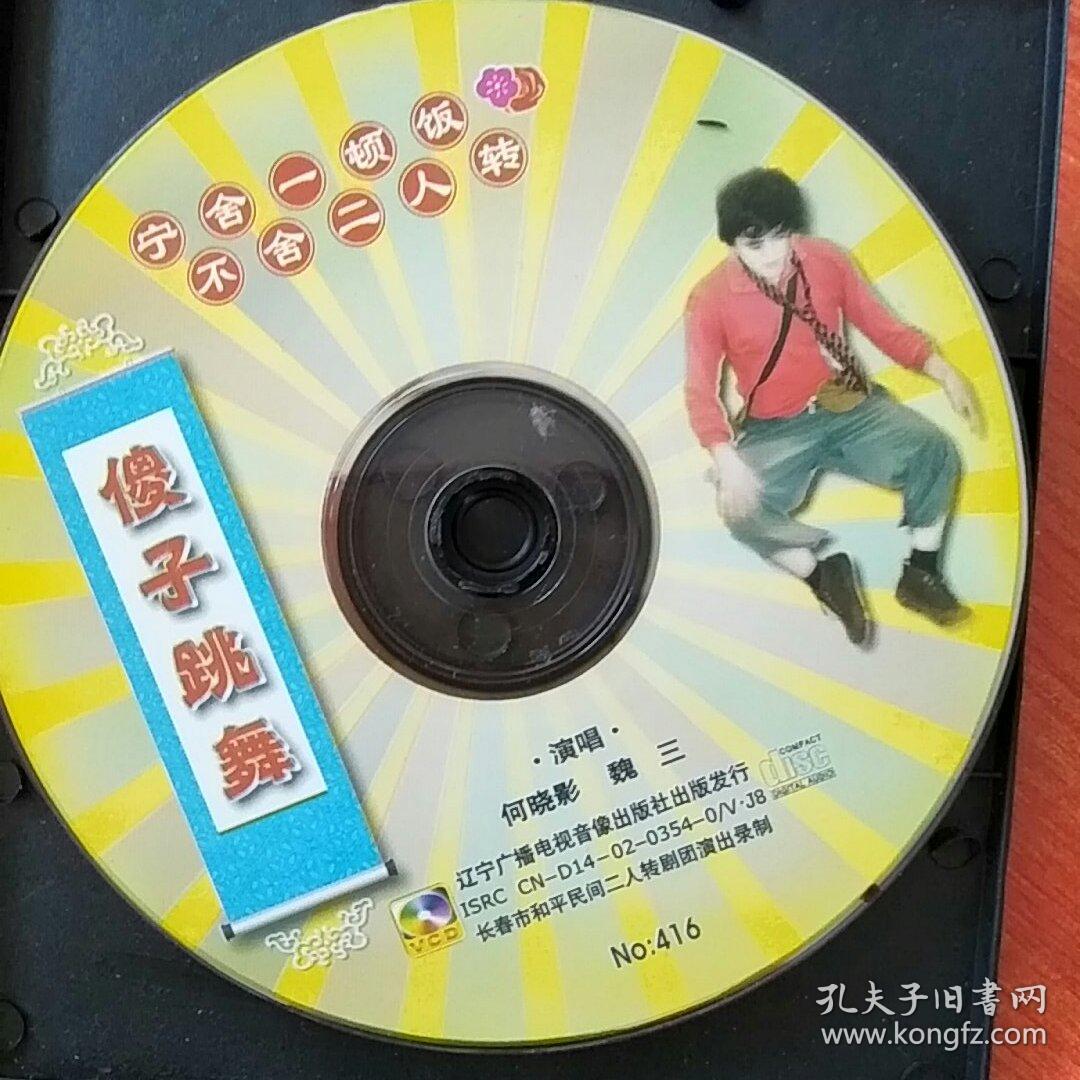 宁舍一顿饭
不舍二人转
傻子跳舞
·演唱·
何晓影 魏三
辽宁广播电视音像出版社出版发行
ISRC CN-D14-02-0354-0/V·J8
长春市和平民间二人转剧团演出录制
No:416
VCD
COMPACT
disc
DIGITAL AUDIO
孔夫子旧書网
www.kongfz.com